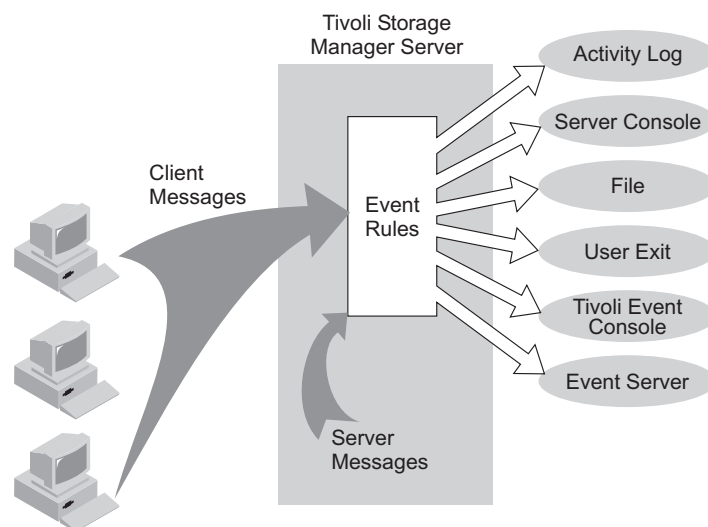 Tivoli Storage
Manager Server
Activity Log
Server Console
Client
Messages
File
Event
Rules
User Exit
Tivoli Event
Console
Event Server
Server
Messages